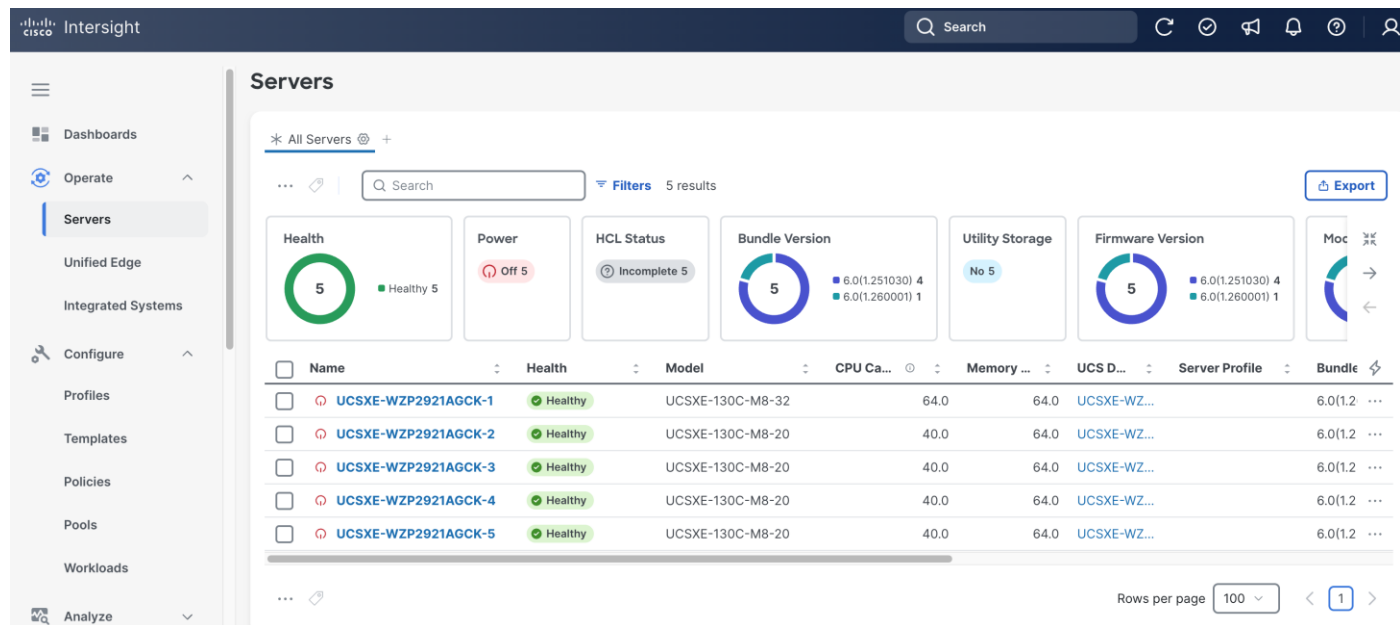 cisco Intersight
Search
Servers
Dashboards
Operate
Servers
Unified Edge
Integrated Systems
Configure
Profiles
Templates
Policies
Pools
Workloads
Analyze
All Servers
Search
Filters 5 results
Export
Health
5
Healthy 5
Power
Off 5
HCL Status
Incomplete 5
Bundle Version
5
6.0(1.251030) 4
6.0(1.260001) 1
Utility Storage
No 5
Firmware Version
5
6.0(1.251030) 4
6.0(1.260001) 1
Moc
Name Health Model CPU Ca... Memory ... UCS D... Server Profile Bundle
UCSXE-WZP2921AGCK-1 Healthy UCSXE-130C-M8-32 64.0 64.0 UCSXE-WZ... 6.0(1.2 ...
UCSXE-WZP2921AGCK-2 Healthy UCSXE-130C-M8-20 40.0 64.0 UCSXE-WZ... 6.0(1.2 ...
UCSXE-WZP2921AGCK-3 Healthy UCSXE-130C-M8-20 40.0 64.0 UCSXE-WZ... 6.0(1.2 ...
UCSXE-WZP2921AGCK-4 Healthy UCSXE-130C-M8-20 40.0 64.0 UCSXE-WZ... 6.0(1.2 ...
UCSXE-WZP2921AGCK-5 Healthy UCSXE-130C-M8-20 40.0 64.0 UCSXE-WZ... 6.0(1.2 ...
Rows per page 100 1